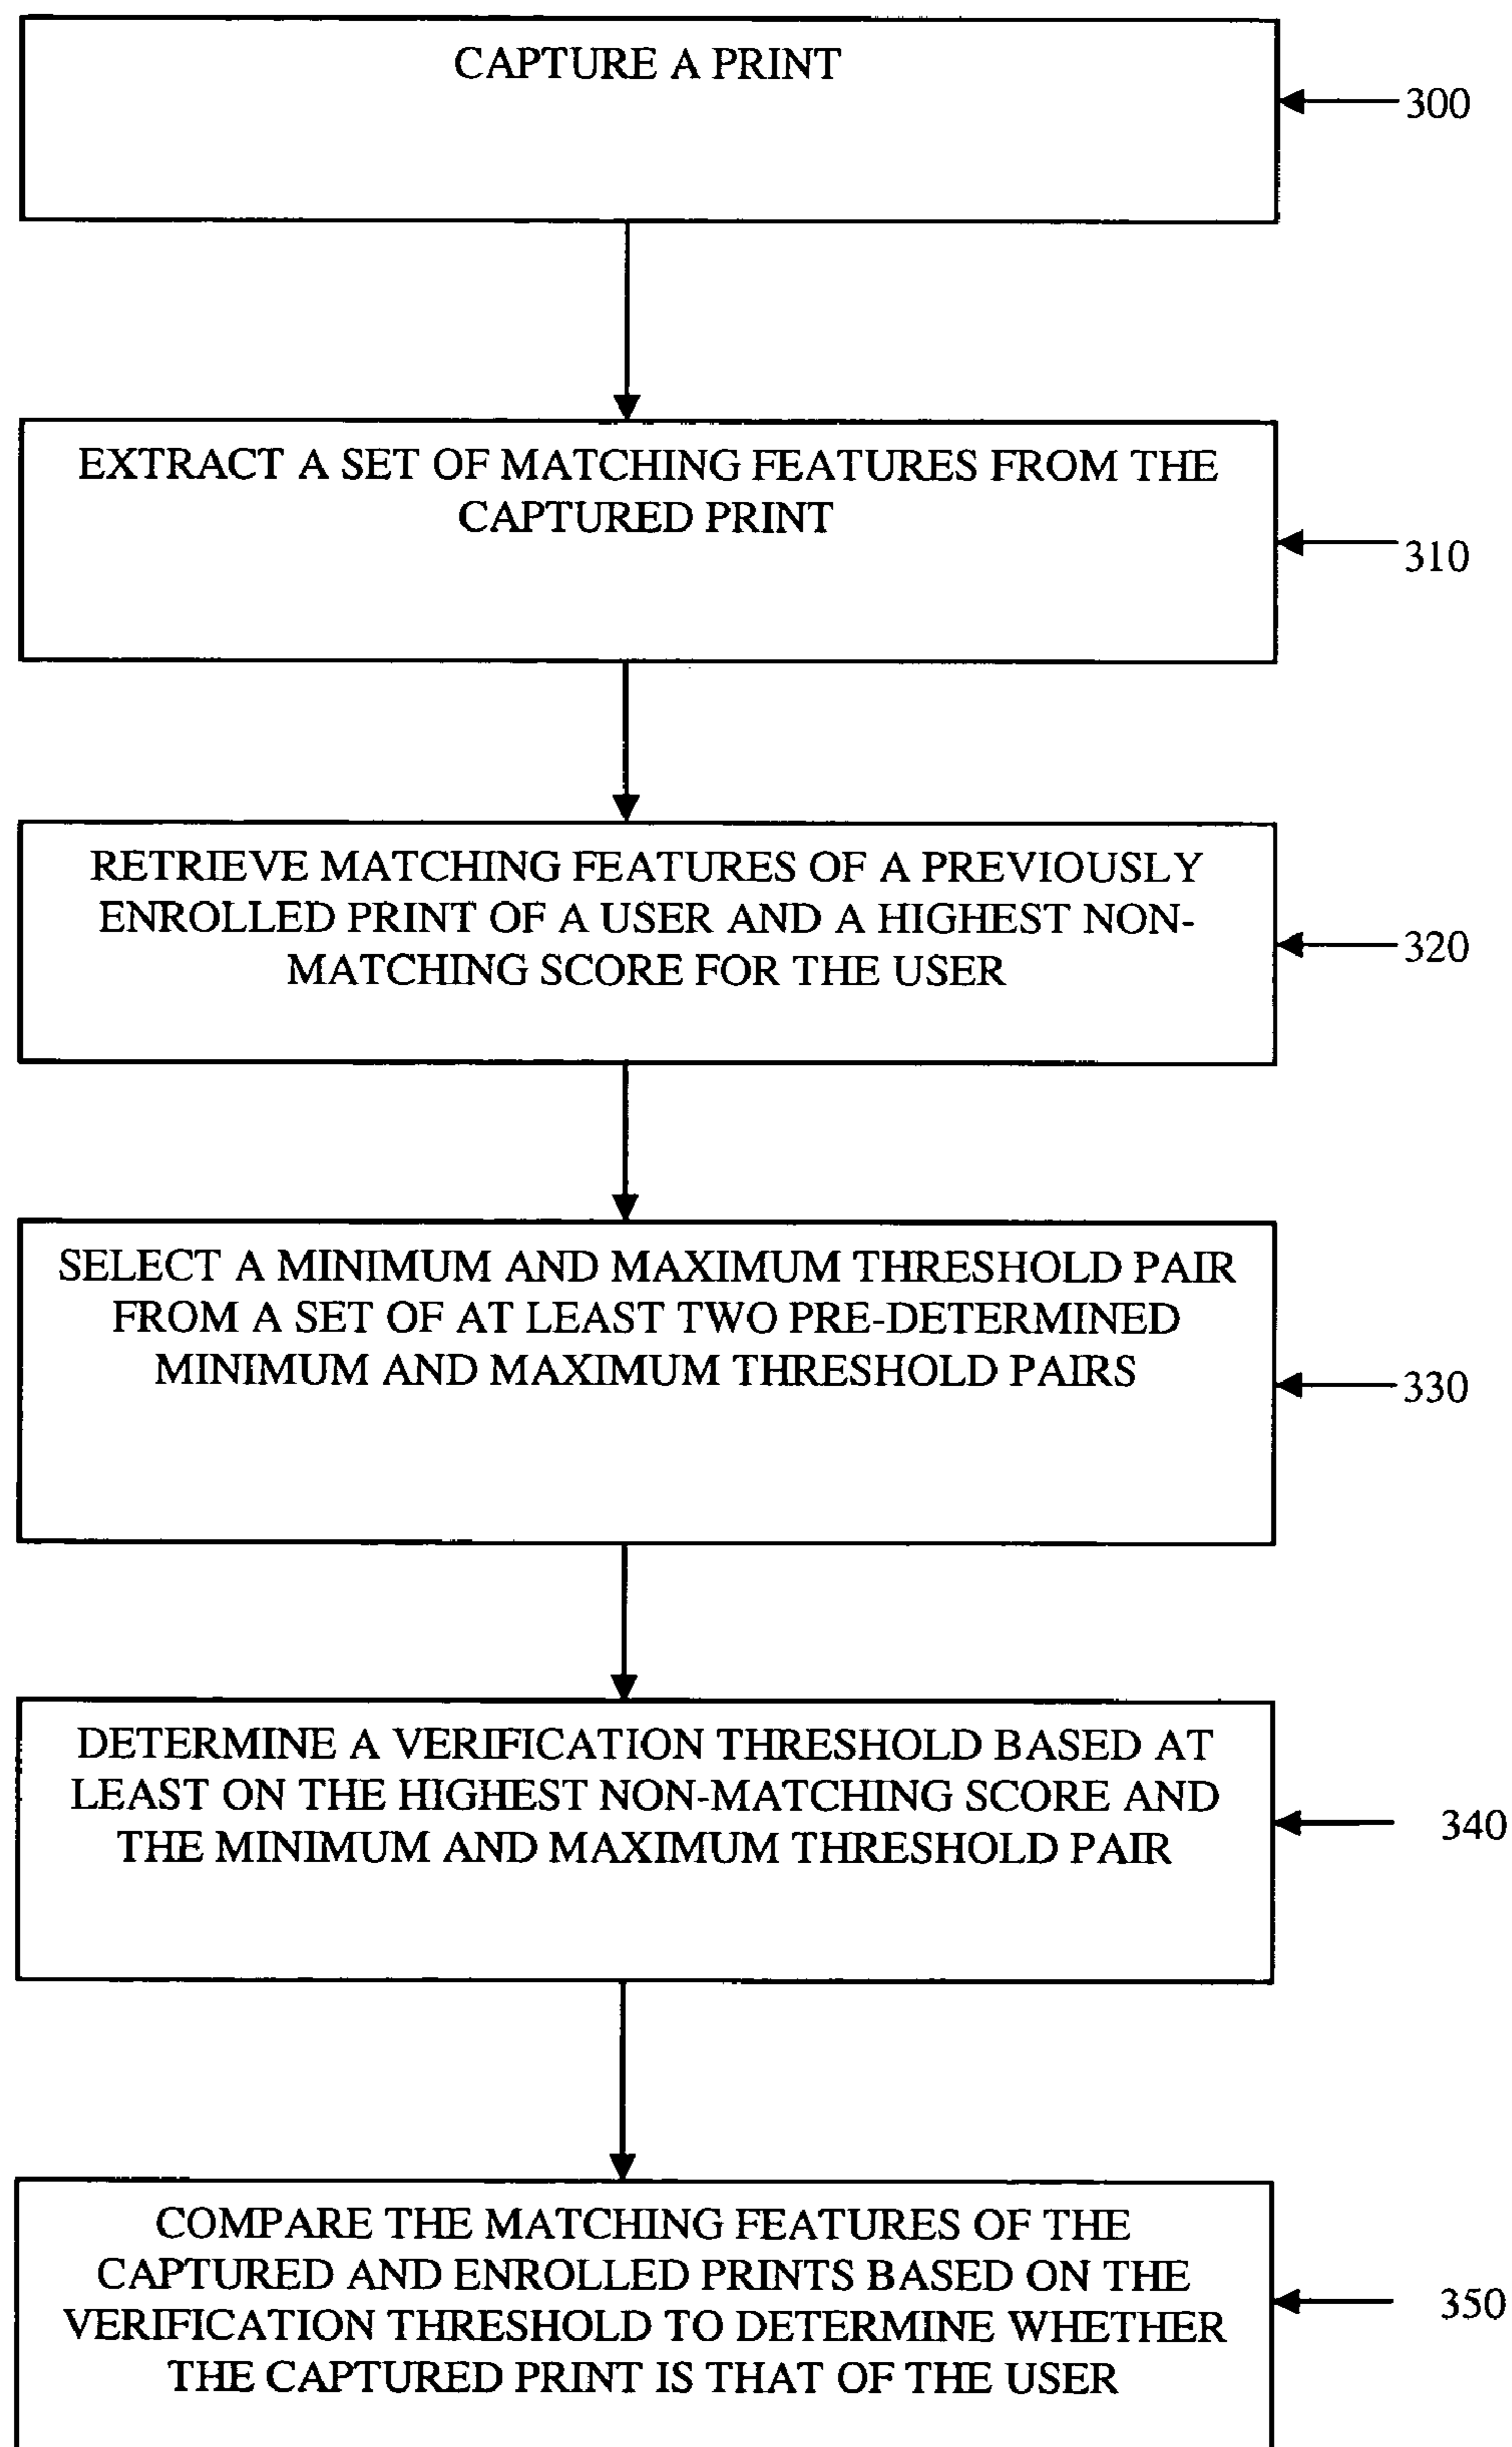 CAPTURE A PRINT
300
EXTRACT A SET OF MATCHING FEATURES FROM THE
CAPTURED PRINT
310
RETRIEVE MATCHING FEATURES OF A PREVIOUSLY
ENROLLED PRINT OF A USER AND A HIGHEST NON-
MATCHING SCORE FOR THE USER
320
SELECT A MINIMUM AND MAXIMUM THRESHOLD PAIR
FROM A SET OF AT LEAST TWO PRE-DETERMINED
MINIMUM AND MAXIMUM THRESHOLD PAIRS
330
DETERMINE A VERIFICATION THRESHOLD BASED AT
LEAST ON THE HIGHEST NON-MATCHING SCORE AND
THE MINIMUM AND MAXIMUM THRESHOLD PAIR
340
COMPARE THE MATCHING FEATURES OF THE
CAPTURED AND ENROLLED PRINTS BASED ON THE
VERIFICATION THRESHOLD TO DETERMINE WHETHER
THE CAPTURED PRINT IS THAT OF THE USER
350